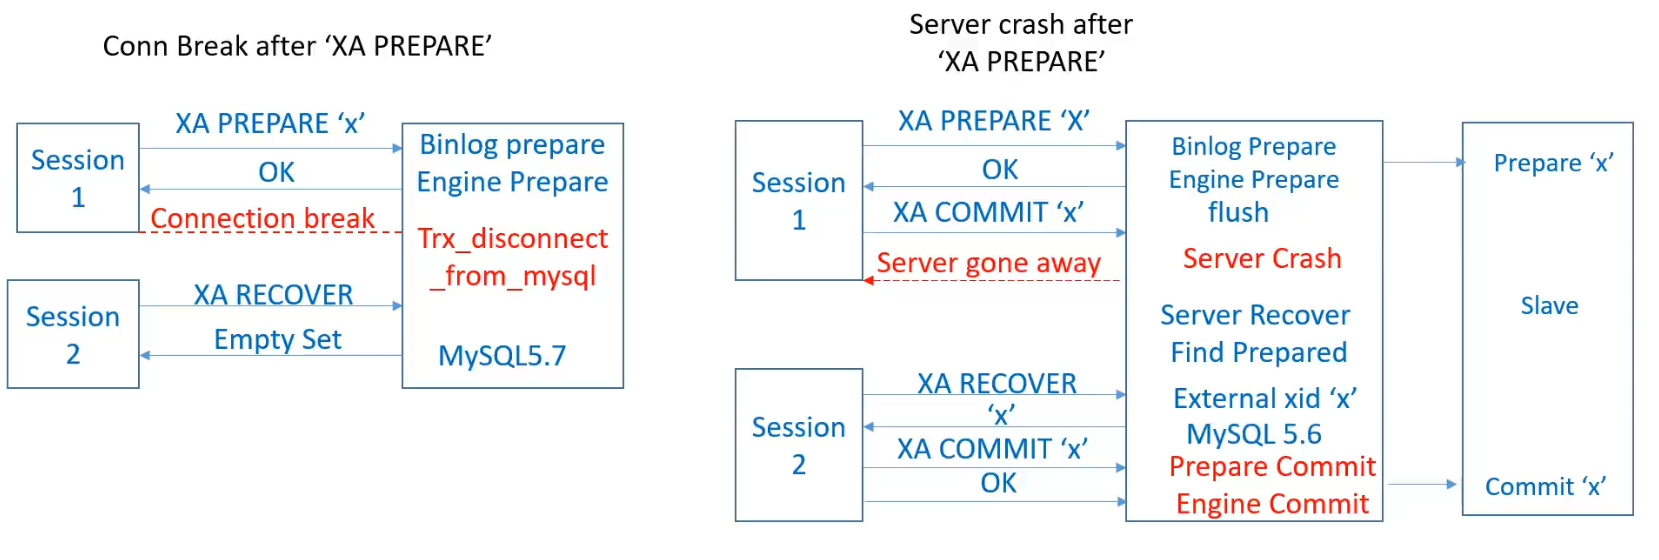 Conn Break after ‘XA PREPARE’
Session
1
XA PREPARE ‘x’
OK
Connection break
Binlog prepare
Engine Prepare
Trx_disconnect
_from_mysql
MySQL5.7
Session
2
XA RECOVER
Empty Set
Server crash after
‘XA PREPARE’
Session
1
XA PREPARE ‘X’
OK
XA COMMIT ‘x’
Server gone away
Binlog Prepare
Engine Prepare
flush
Server Crash
Server Recover
Find Prepared
External xid ‘x’
MySQL 5.6
Prepare Commit
Engine Commit
Session
2
XA RECOVER
‘x’
XA COMMIT ‘x’
OK
Prepare ‘x’
Slave
Commit ‘x’